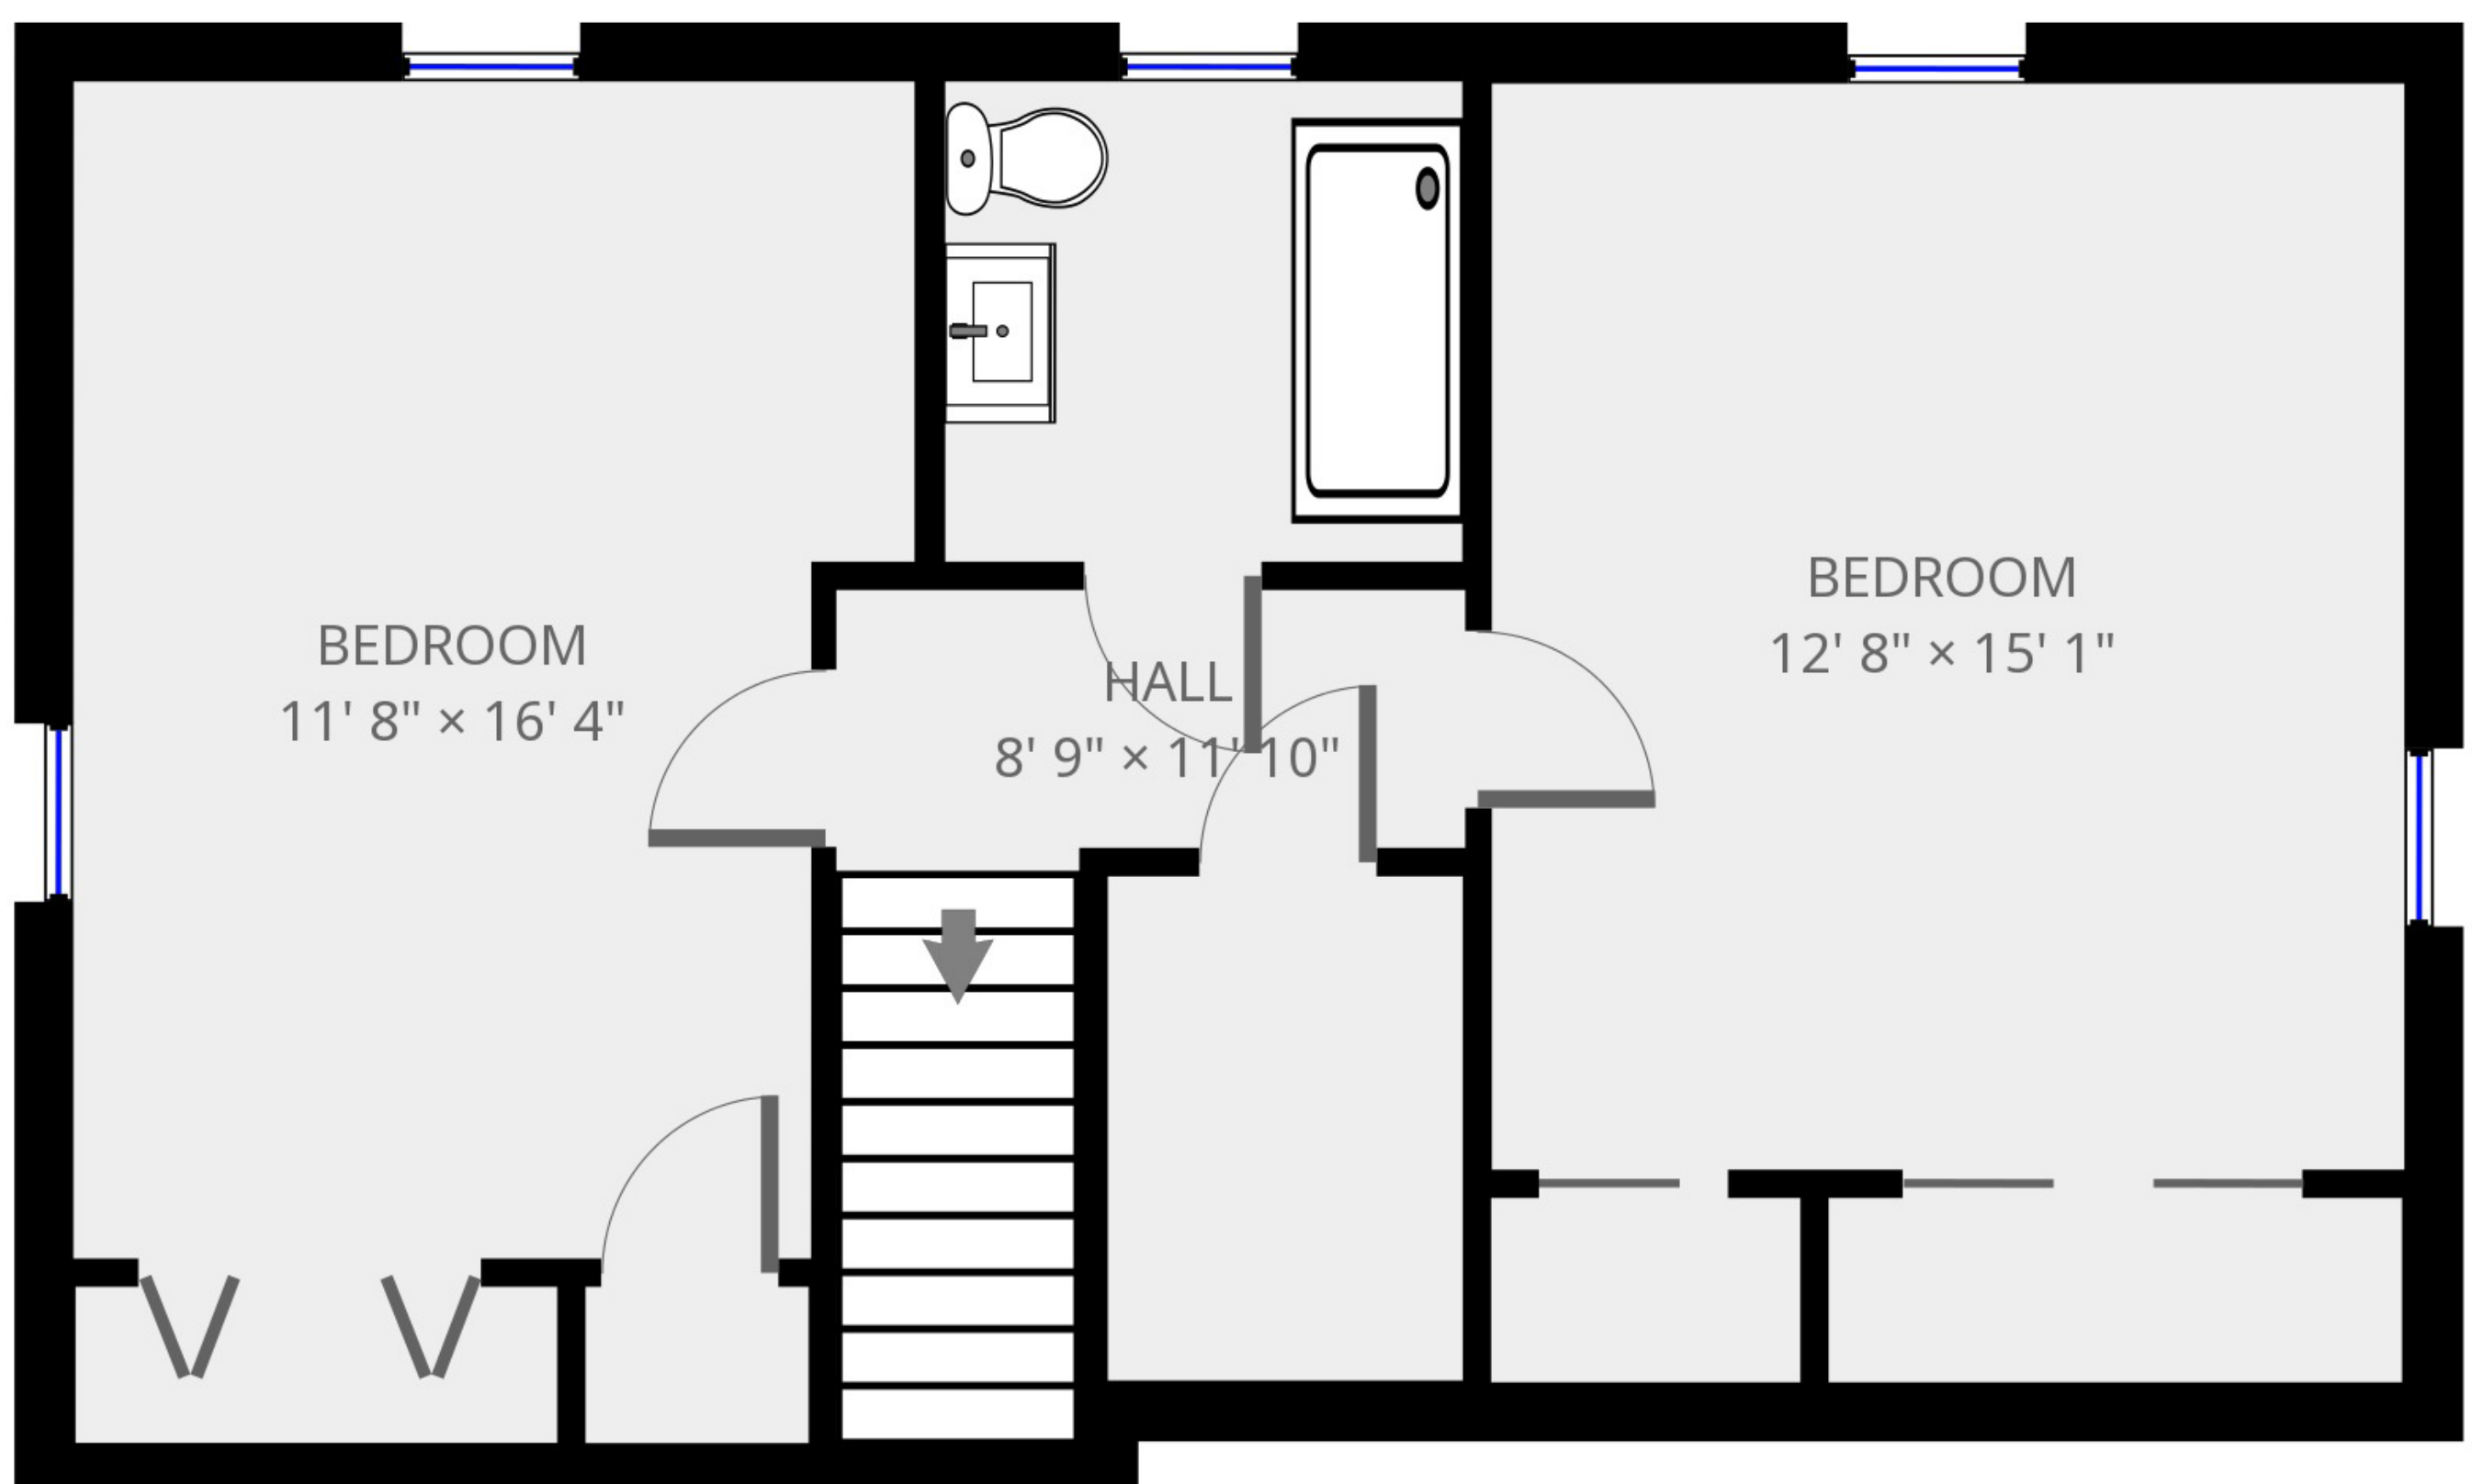 BEDROOM
11' 8" × 16' 4"
HALL
8' 9" × 11' 10"
BEDROOM
12' 8" × 15' 1"